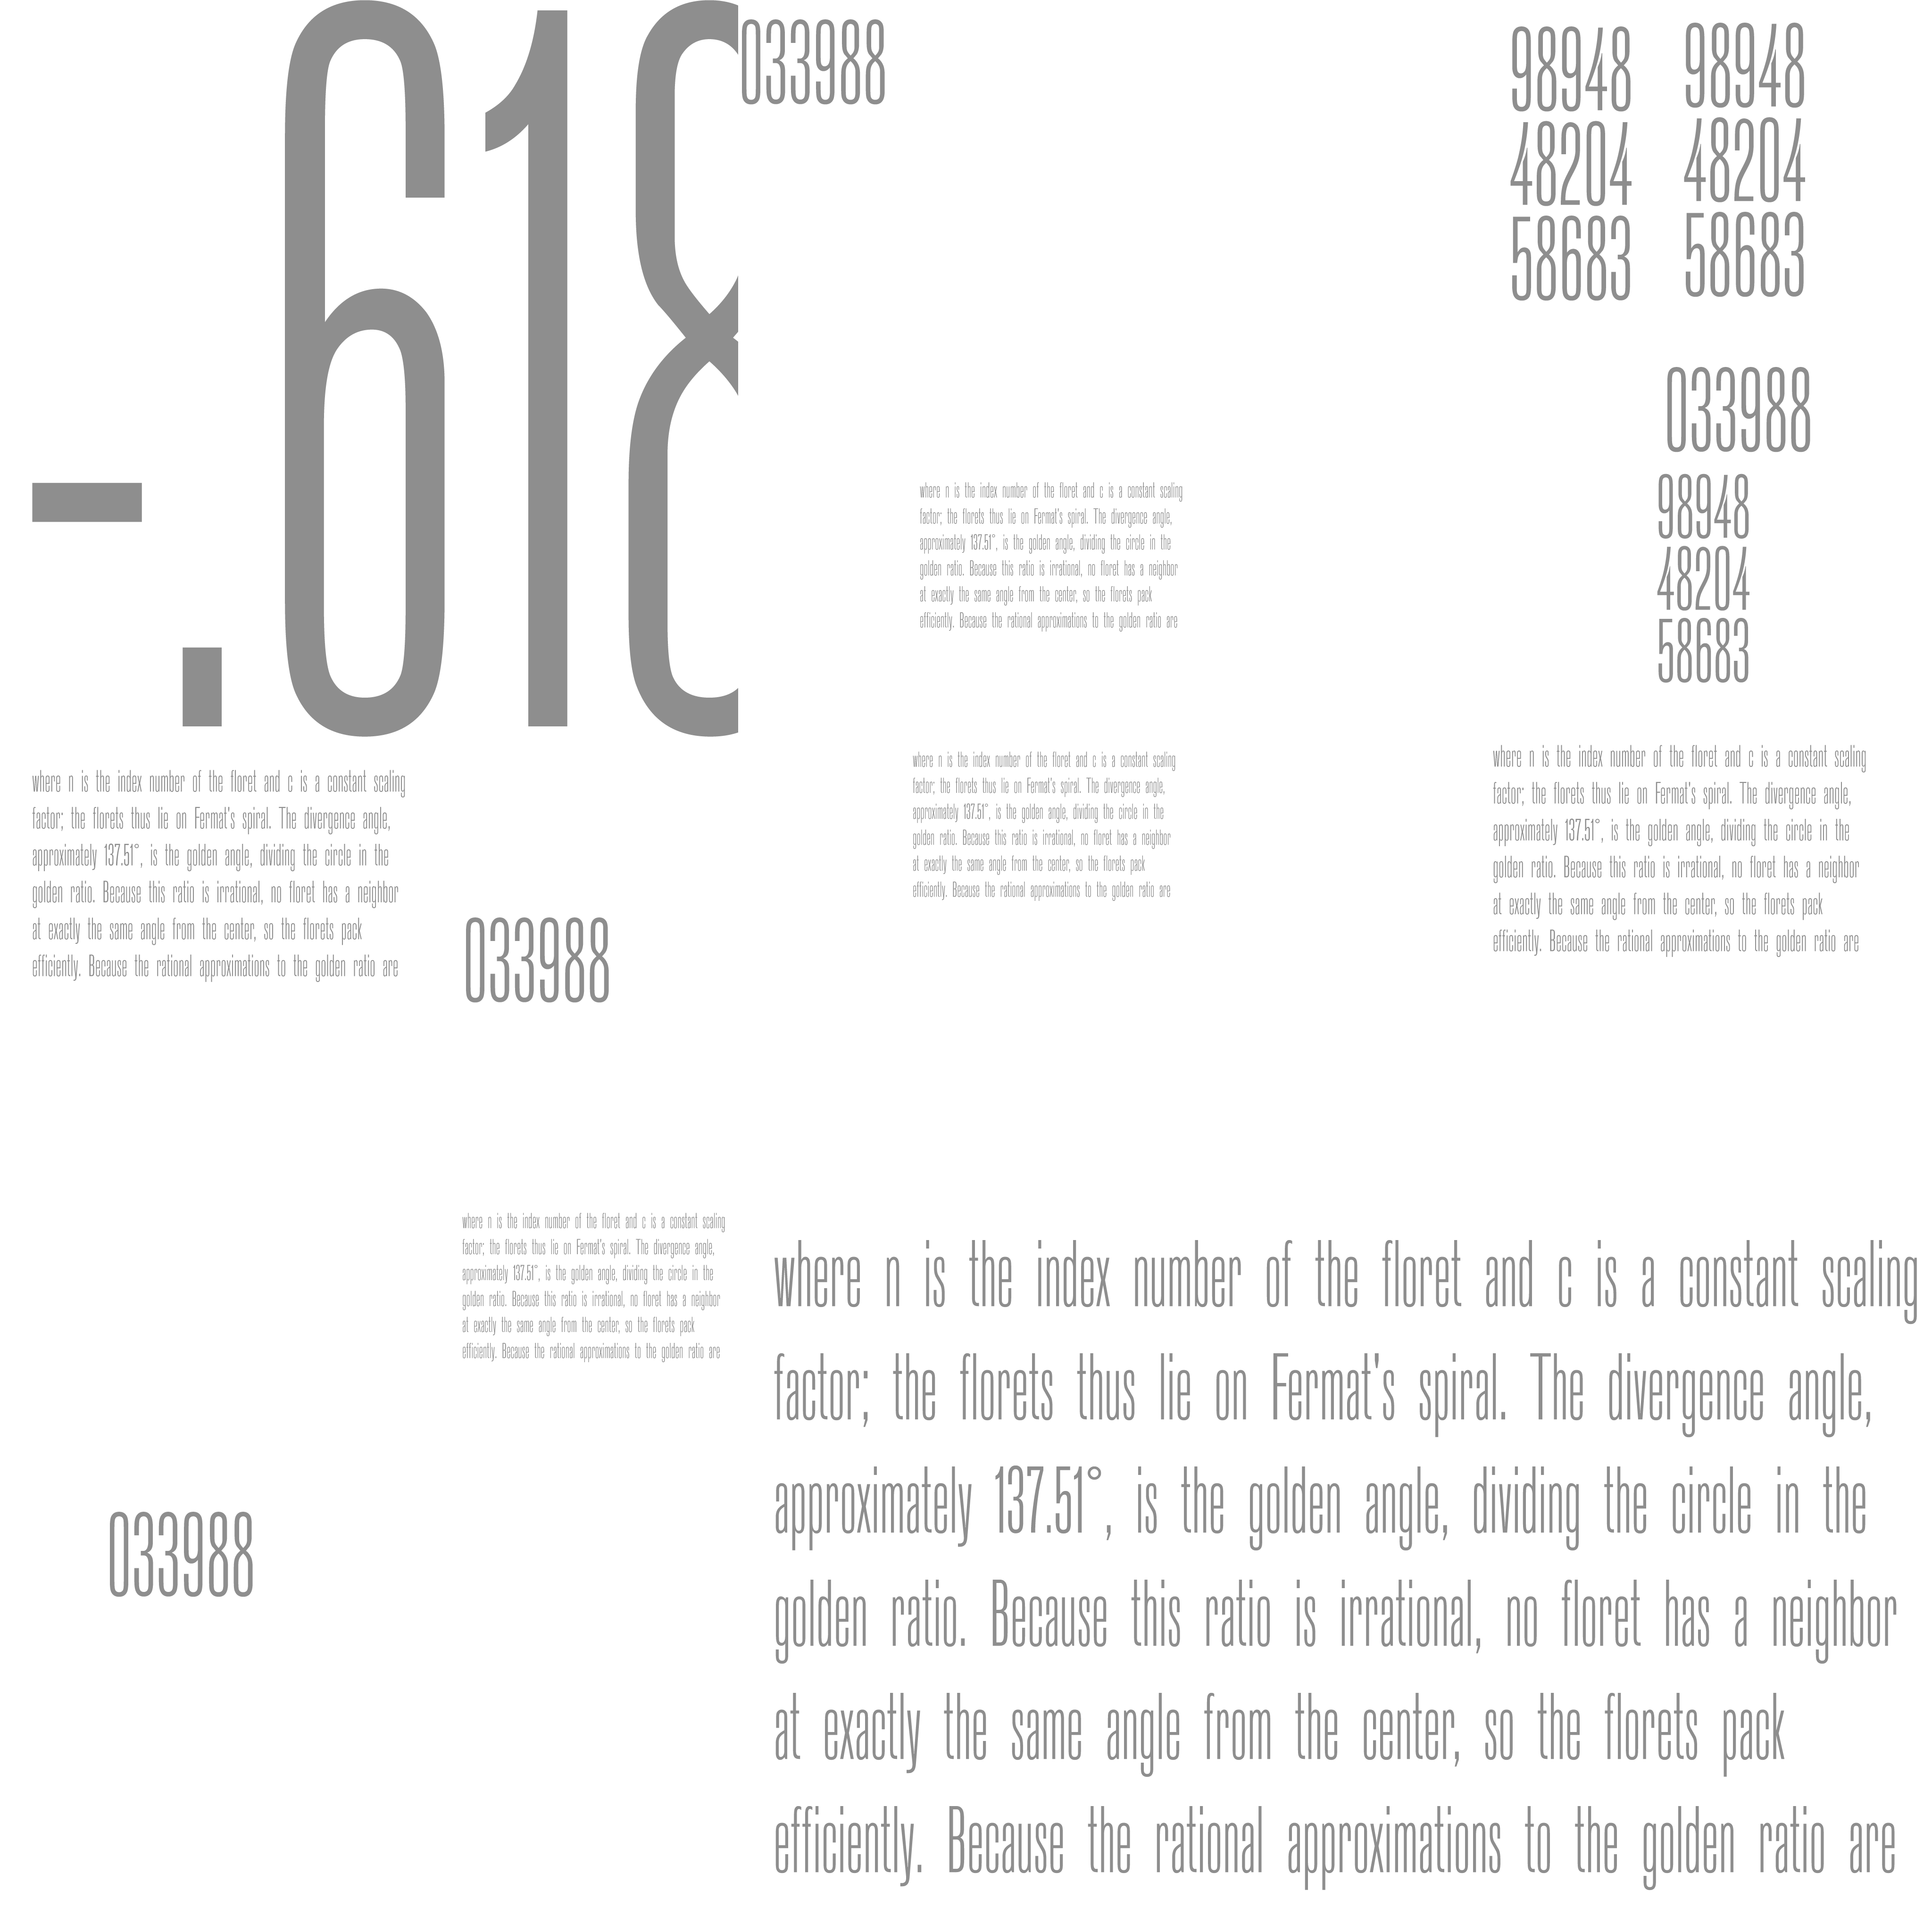 -.618
033988
98948
48204
58683
98948
48204
58683
033988
98948
48204
58683
where n is the index number of the floret and c is a constant scaling
factor; the florets thus lie on Fermat's spiral. The divergence angle,
approximately 137.51°, is the golden angle, dividing the circle in the
golden ratio. Because this ratio is irrational, no floret has a neighbor
at exactly the same angle from the center, so the florets pack
efficiently. Because the rational approximations to the golden ratio are
where n is the index number of the floret and c is a constant scaling
factor; the florets thus lie on Fermat's spiral. The divergence angle,
approximately 137.51°, is the golden angle, dividing the circle in the
golden ratio. Because this ratio is irrational, no floret has a neighbor
at exactly the same angle from the center, so the florets pack
efficiently. Because the rational approximations to the golden ratio are
where n is the index number of the floret and c is a constant scaling
factor; the florets thus lie on Fermat's spiral. The divergence angle,
approximately 137.51°, is the golden angle, dividing the circle in the
golden ratio. Because this ratio is irrational, no floret has a neighbor
at exactly the same angle from the center, so the florets pack
efficiently. Because the rational approximations to the golden ratio are
where n is the index number of the floret and c is a constant scaling
factor; the florets thus lie on Fermat's spiral. The divergence angle,
approximately 137.51°, is the golden angle, dividing the circle in the
golden ratio. Because this ratio is irrational, no floret has a neighbor
at exactly the same angle from the center, so the florets pack
efficiently. Because the rational approximations to the golden ratio are
033988
where n is the index number of the floret and c is a constant scaling
factor; the florets thus lie on Fermat's spiral. The divergence angle,
approximately 137.51°, is the golden angle, dividing the circle in the
golden ratio. Because this ratio is irrational, no floret has a neighbor
at exactly the same angle from the center, so the florets pack
efficiently. Because the rational approximations to the golden ratio are
where n is the index number of the floret and c is a constant scaling
factor; the florets thus lie on Fermat's spiral. The divergence angle,
approximately 137.51°, is the golden angle, dividing the circle in the
golden ratio. Because this ratio is irrational, no floret has a neighbor
at exactly the same angle from the center, so the florets pack
efficiently. Because the rational approximations to the golden ratio are
033988